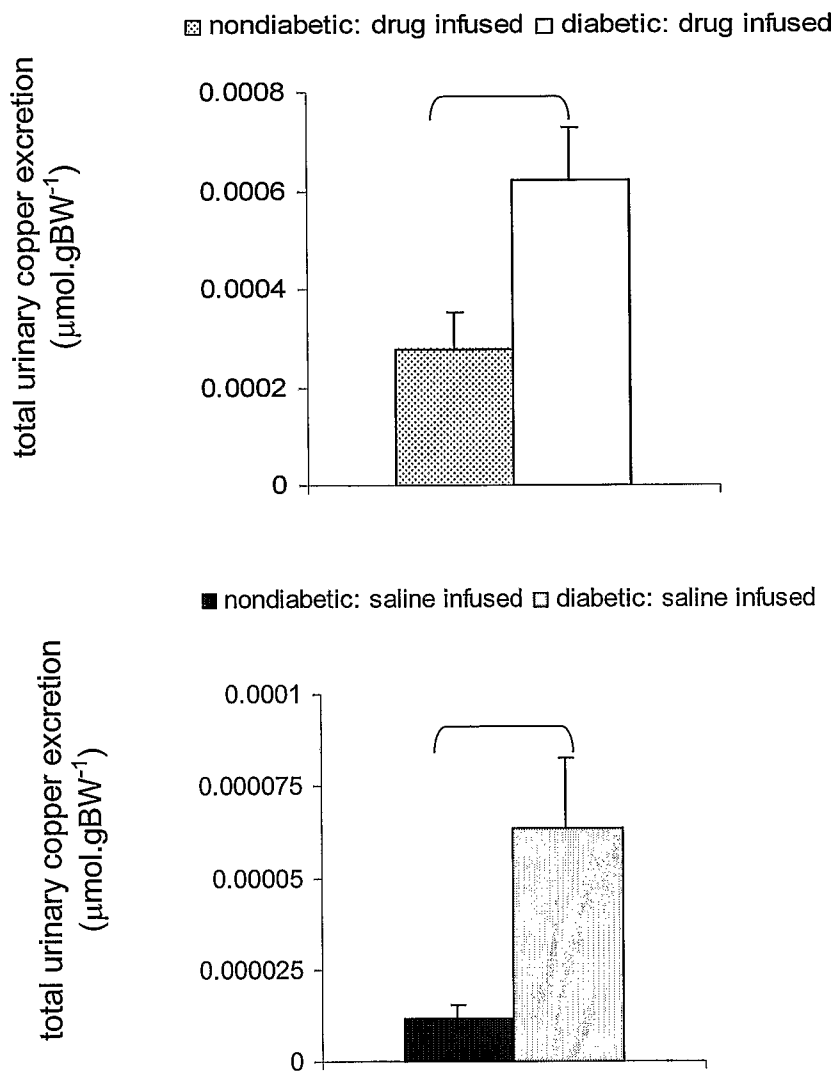 nondiabetic: drug infused diabetic: drug infused
total urinary copper excretion
(μmol.gBW⁻¹)
0.0008
0.0006
0.0004
0.0002
0
nondiabetic: saline infused diabetic: saline infused
total urinary copper excretion
(μmol.gBW⁻¹)
0.0001
0.000075
0.00005
0.000025
0